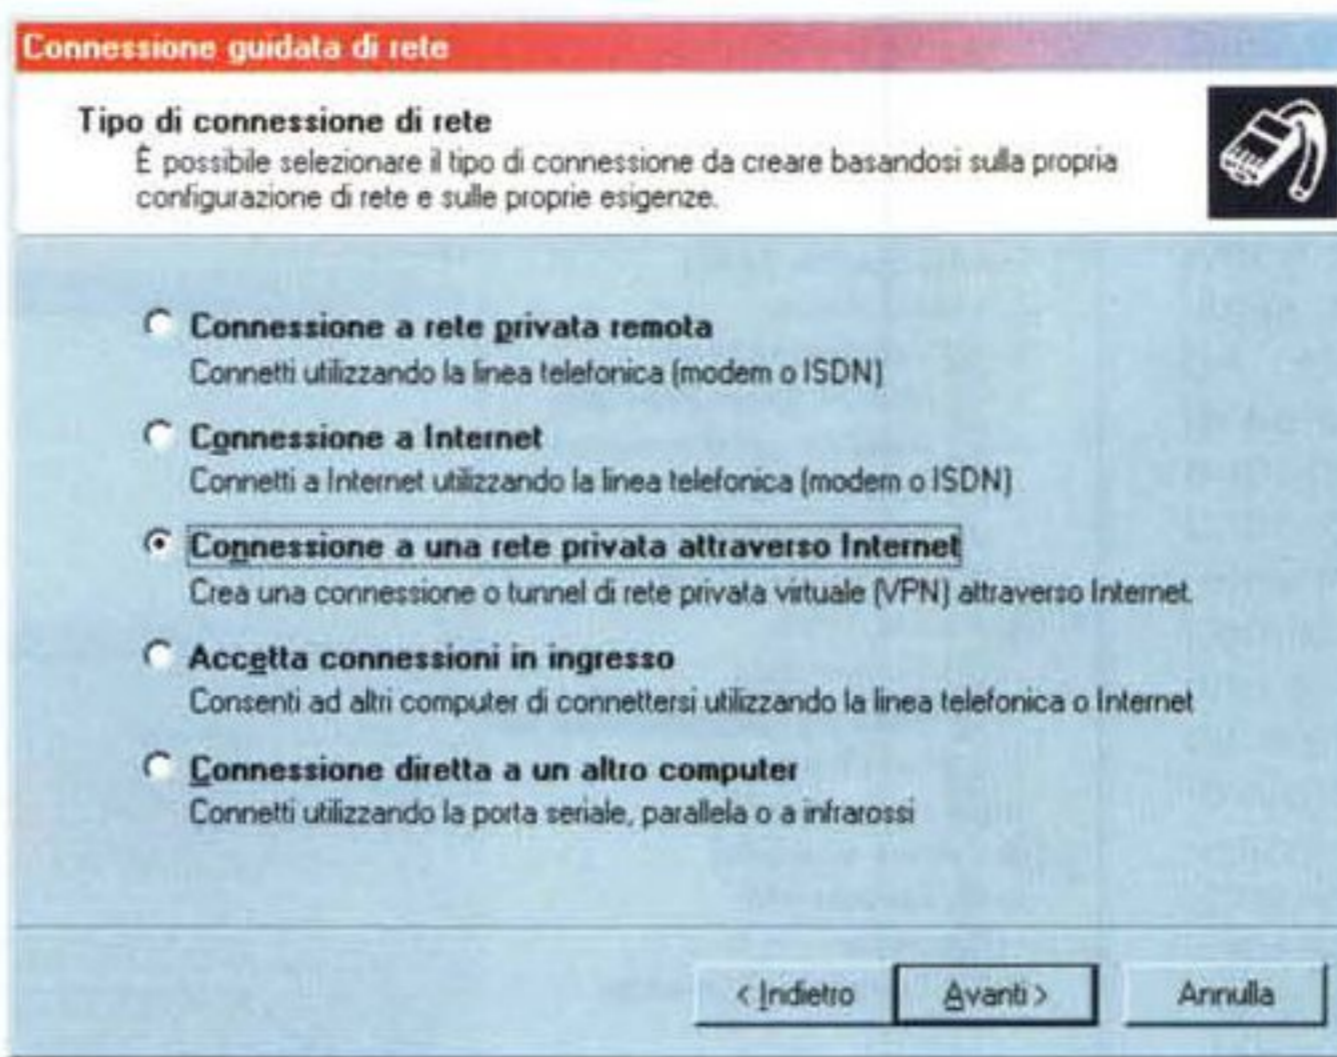 Connessione guidata di rete
Tipo di connessione di rete
È possibile selezionare il tipo di connessione da creare basandosi sulla propria
configurazione di rete e sulle proprie esigenze.
Connessione a rete privata remota
Connetti utilizzando la linea telefonica (modem o ISDN)
Connessione a Internet
Connetti a Internet utilizzando la linea telefonica (modem o ISDN)
Connessione a una rete privata attraverso Internet
Crea una connessione o tunnel di rete privata virtuale (VPN) attraverso Internet.
Accetta connessioni in ingresso
Consenti ad altri computer di connettersi utilizzando la linea telefonica o Internet
Connessione diretta a un altro computer
Connetti utilizzando la porta seriale, parallela o a infrarossi
< Indietro Avanti > Annulla